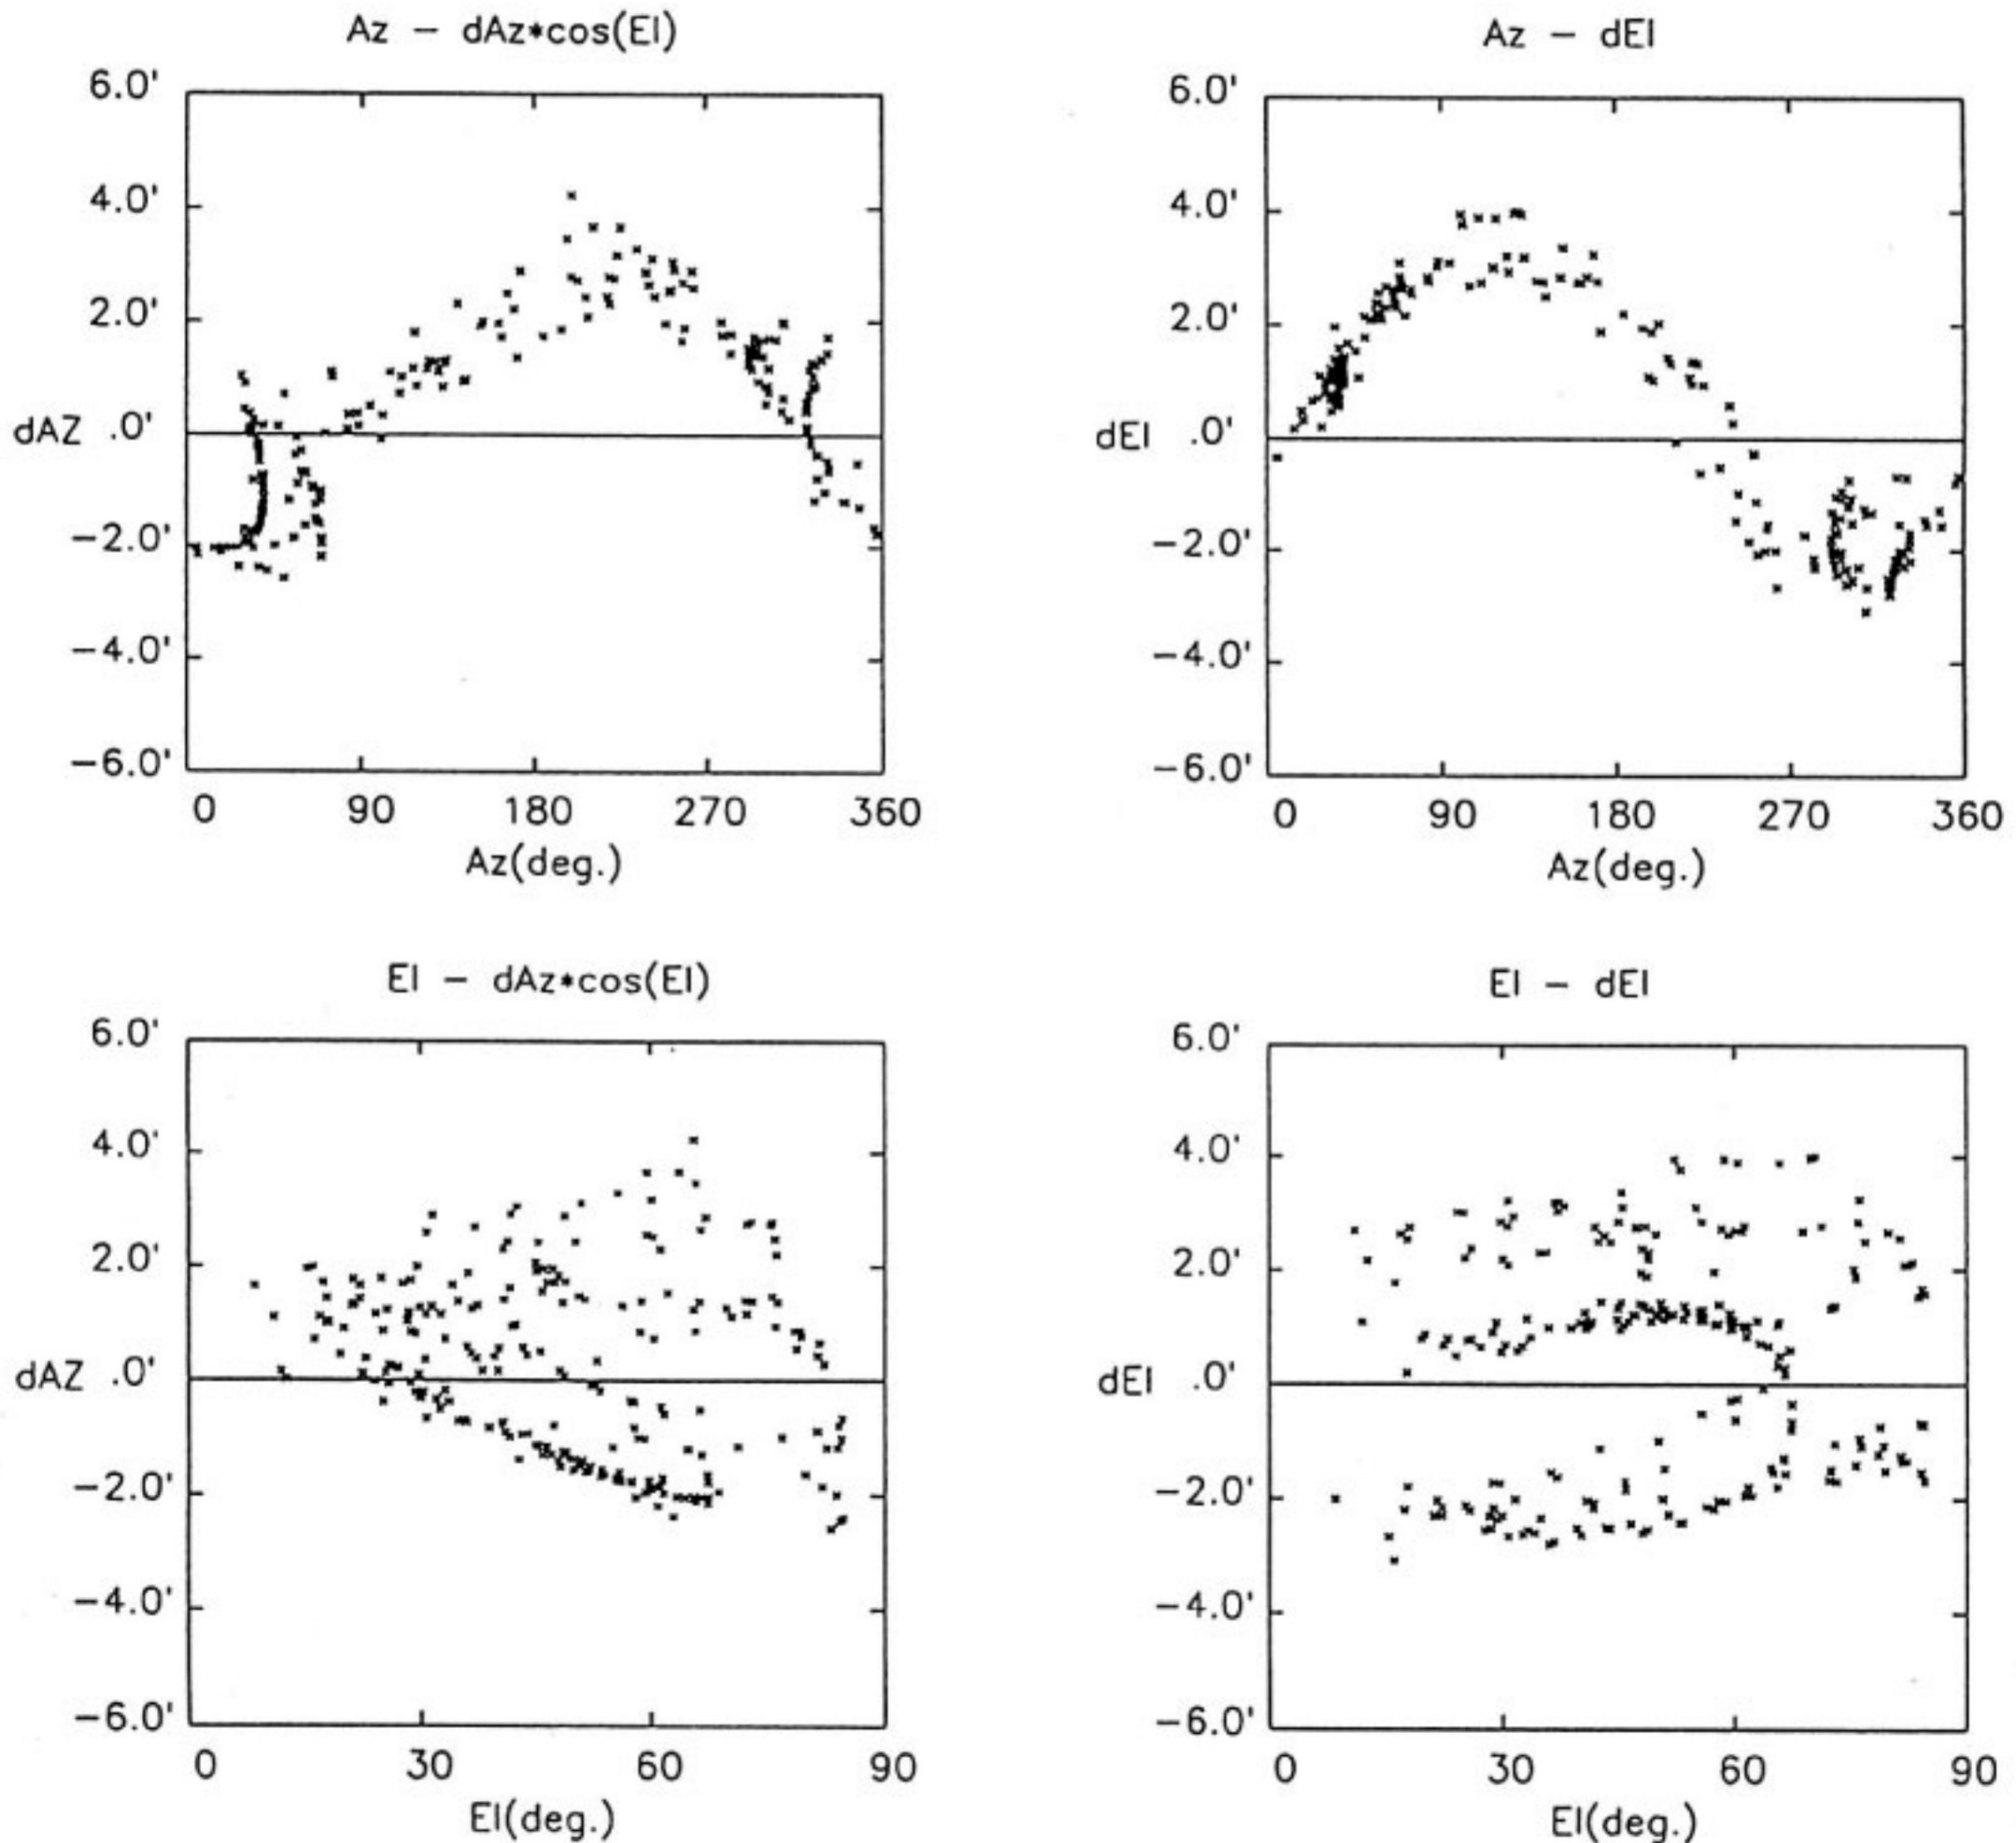 Az – dAz*cos(El)
6.0'
4.0'
2.0'
dAZ .0'
−2.0'
−4.0'
−6.0'
0 90 180 270 360
Az(deg.)
Az – dEl
6.0'
4.0'
2.0'
dEl .0'
−2.0'
−4.0'
−6.0'
0 90 180 270 360
Az(deg.)
El – dAz*cos(El)
6.0'
4.0'
2.0'
dAZ .0'
−2.0'
−4.0'
−6.0'
0 30 60 90
El(deg.)
El – dEl
6.0'
4.0'
2.0'
dEl .0'
−2.0'
−4.0'
−6.0'
0 30 60 90
El(deg.)